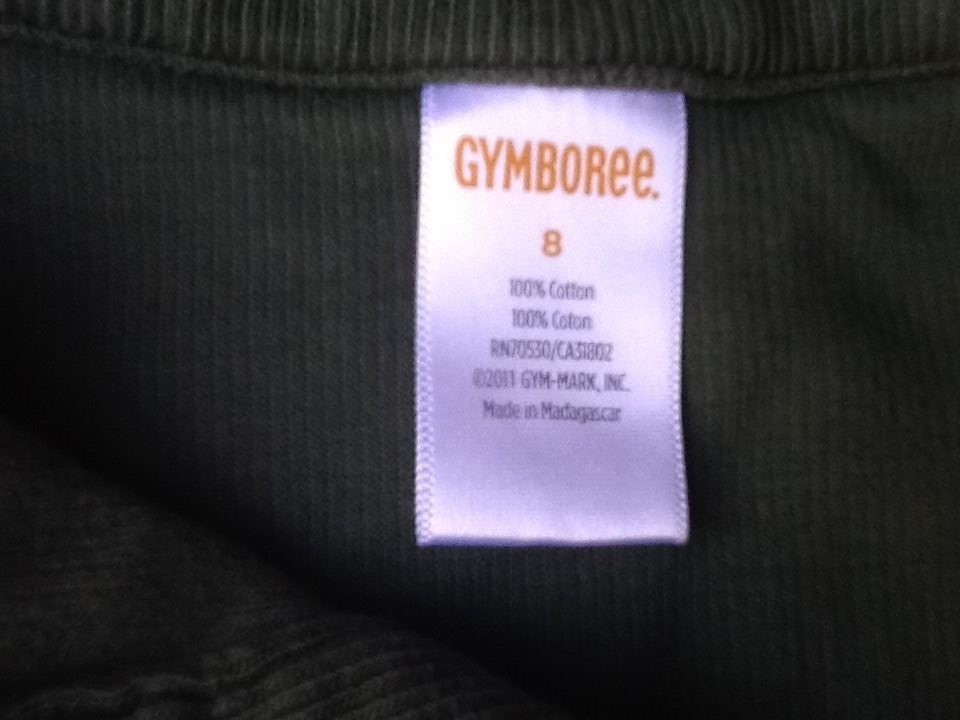 GYMBOREE.
8
100% Cotton
100% Coton
RN70530/CA31802
©2011 GYM-MARK, INC.
Made in Madagascar